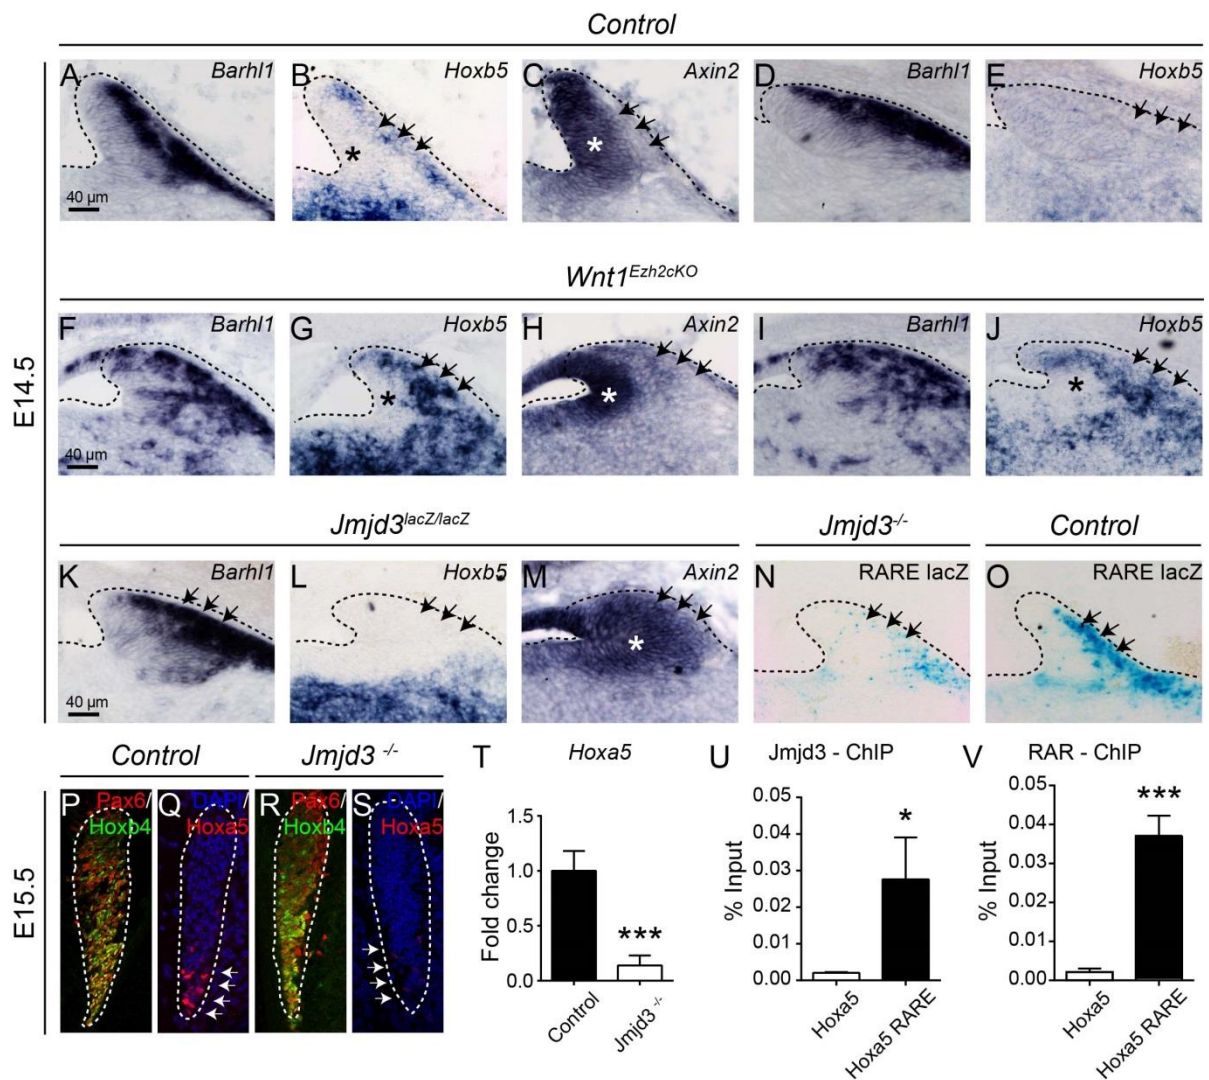 Control
A Barhl1 B Hoxb5 C Axin2 D Barhl1 E Hoxb5
40 µm
Wnt1^Ezh2cKO
F Barhl1 G Hoxb5 H Axin2 I Barhl1 J Hoxb5
40 µm
E14.5
Jmjd3^lacZ/lacZ Jmjd3^-/- Control
K Barhl1 L Hoxb5 M Axin2 N RARE lacZ O RARE lacZ
40 µm
Control Jmjd3 ^-/-
P Pax6/ Q DAPI/ R Pax6/ S DAPI/
Hoxb4 Hoxa5 Hoxb4 Hoxa5
E15.5
T Hoxa5
Fold change
1.5
1.0
0.5
0.0
***
Control Jmjd3 ^-/-
U Jmjd3 - ChIP
% Input
0.05
0.04
0.03
0.02
0.01
0.00
*
Hoxa5 Hoxa5 RARE
V RAR - ChIP
% Input
0.05
0.04
0.03
0.02
0.01
0.00
***
Hoxa5 Hoxa5 RARE